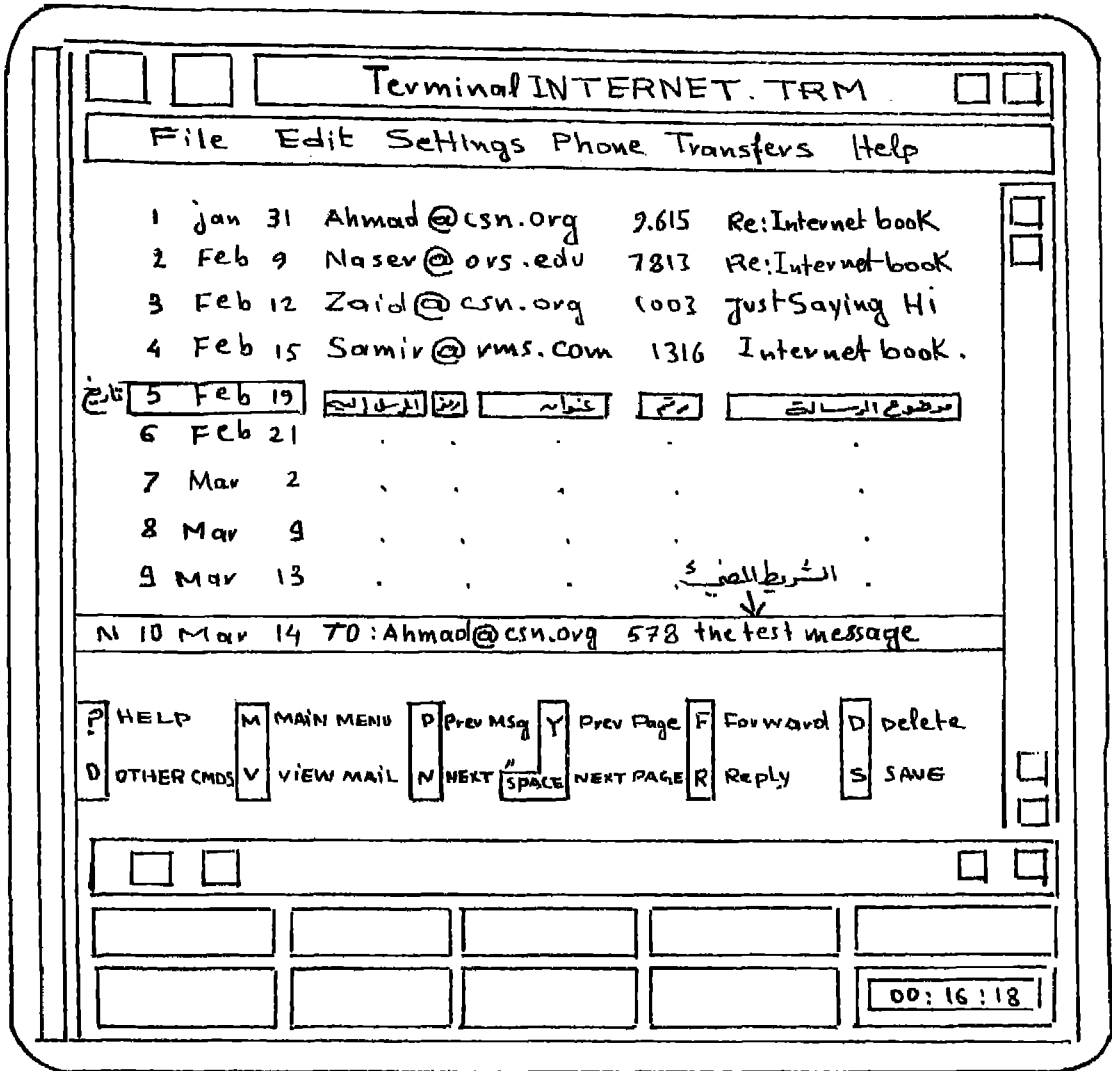 Terminal INTERNET.TRM
File Edit Settings Phone Transfers Help
1 jan 31 Ahmad@csn.org 9.615 Re:Internet book
2 Feb 9 Naser@ors.edu 7813 Re:Internet book
3 Feb 12 Zaid@csn.org 1003 Just Saying Hi
4 Feb 15 Samir@vms.com 1316 Internet book.
تاريخ 5 Feb 19 المرسل إليه رمز عنوانه رقم موضوع الرسالة
6 Feb 21
7 Mar 2
8 Mar 9
9 Mar 13 الشريط المضيء
N 10 Mar 14 TO:Ahmad@csn.org 578 the test message
? HELP M MAIN MENU P Prev MSg Y Prev Page F Forward D Delete
O OTHER CMDS V VIEW MAIL N NEXT " SPACE NEXT PAGE R Reply S SAVE
00:16:18